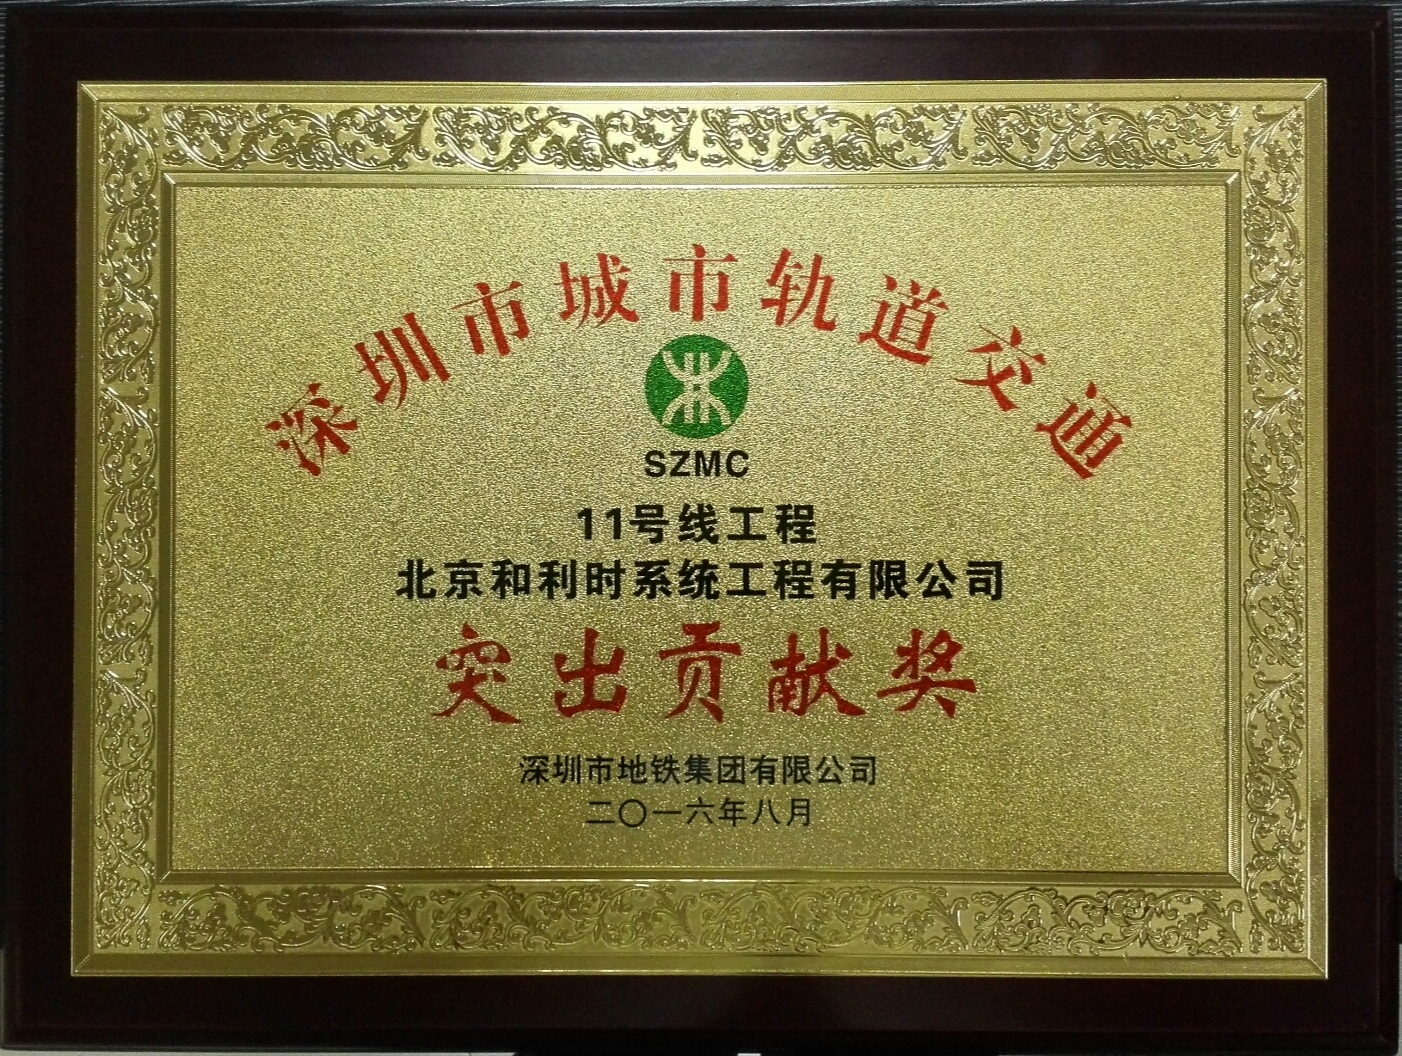 深圳市城市轨道交通
SZMC
11号线工程
北京和利时系统工程有限公司
突出贡献奖
深圳市地铁集团有限公司
二〇一六年八月